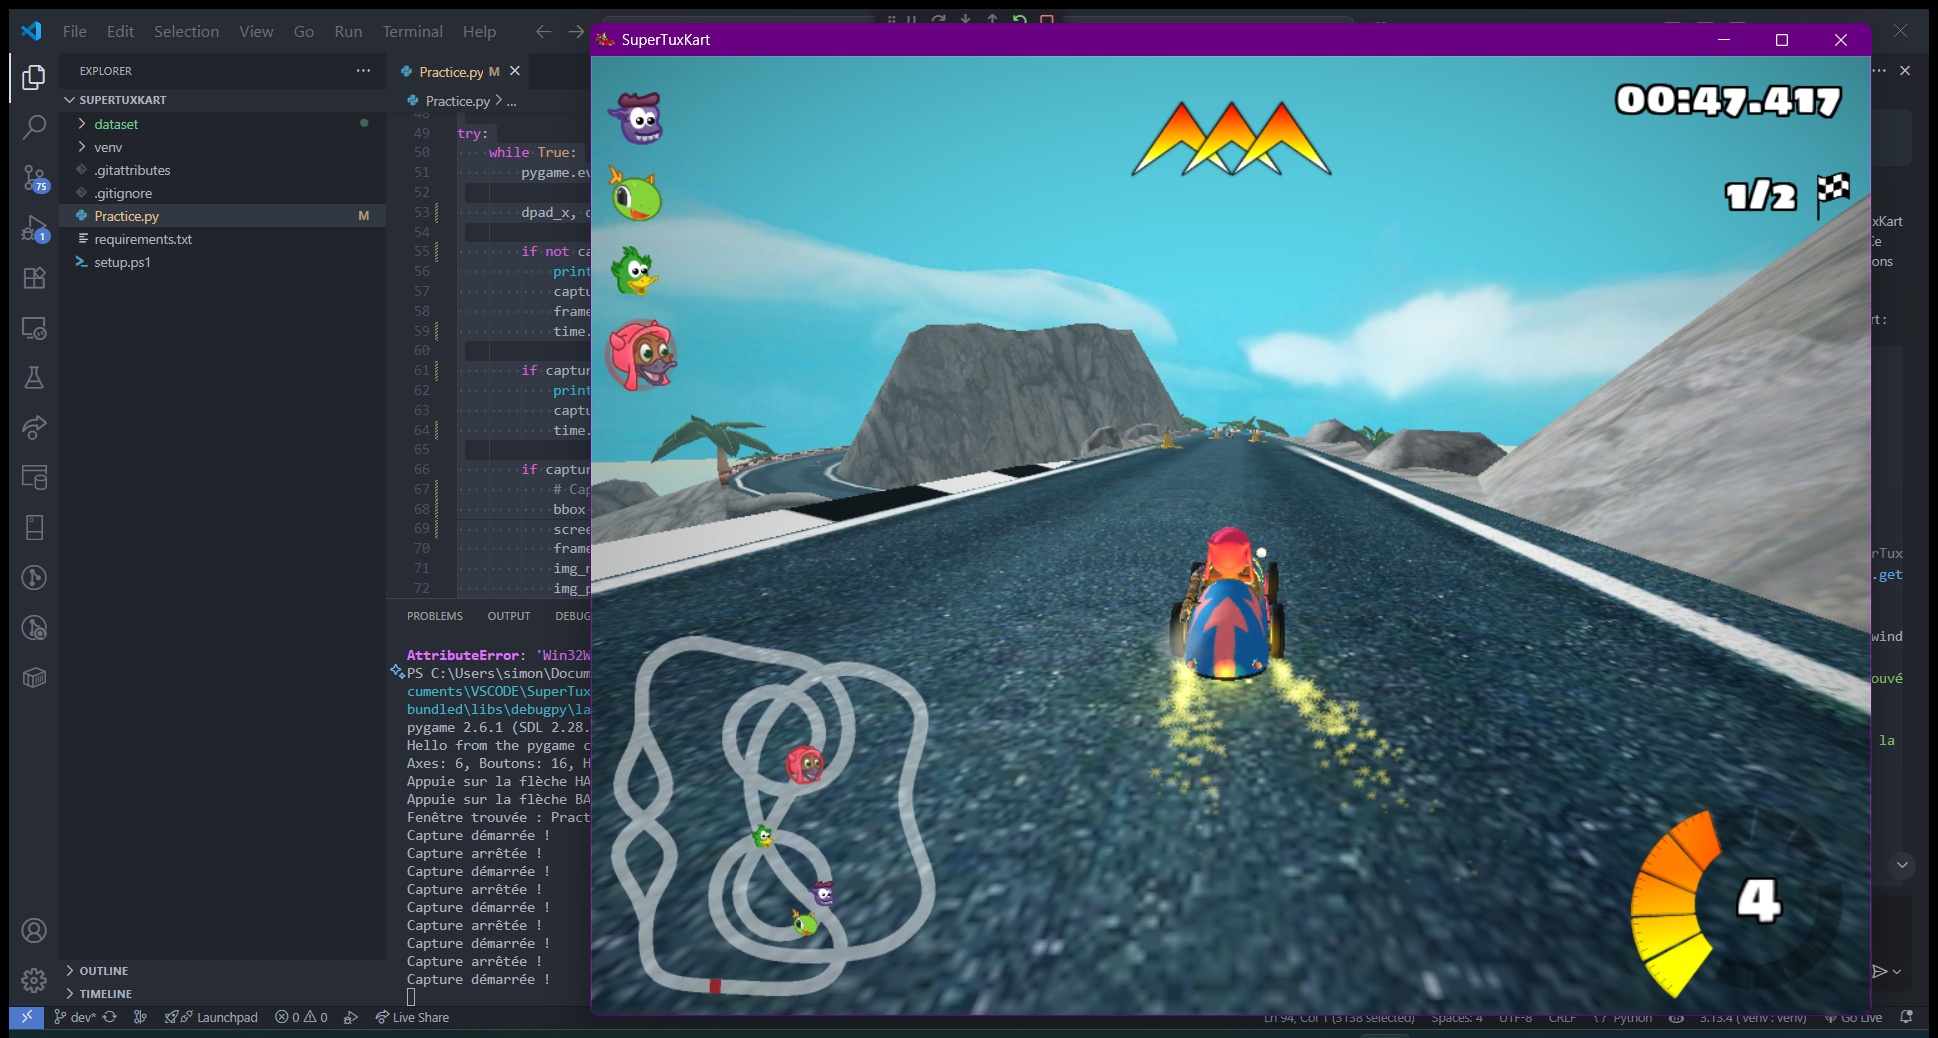 File Edit Selection View Go Run Terminal Help
EXPLORER
SUPERTUXKART
dataset
venv
.gitattributes
.gitignore
Practice.py M
requirements.txt
setup.ps1
OUTLINE
TIMELINE
75
1
Practice.py M
Practice.py > ...
48
49 try:
50 while True:
51 pygame.ev
52
53 dpad_x, d
54
55 if not ca
56 print
57 captu
58 frame
59 time.
60
61 if captur
62 print
63 captu
64 time.
65
66 if captur
67 # Cap
68 bbox
69 scree
70 frame
71 img_n
72 img_p
PROBLEMS OUTPUT DEBUG
AttributeError: 'Win32W
PS C:\Users\simon\Docum
cuments\VSCODE\SuperTux
bundled\libs\debugpy\la
pygame 2.6.1 (SDL 2.28.
Hello from the pygame c
Axes: 6, Boutons: 16, H
Appuie sur la flèche HA
Appuie sur la flèche BA
Fenêtre trouvée : Pract
Capture démarrée !
Capture arrêtée !
Capture démarrée !
Capture arrêtée !
Capture démarrée !
Capture arrêtée !
Capture démarrée !
Capture arrêtée !
Capture démarrée !
SuperTuxKart
00:47.417
1/2
4
uxKart
ons
rt:
rTux
.get
wind
ouvé
la
dev* Launchpad 0 0 Live Share
Ln 94, Col 1 (3138 selected) Spaces: 4 UTF-8 CRLF Python 3.13.4 ('venv': venv) Go Live